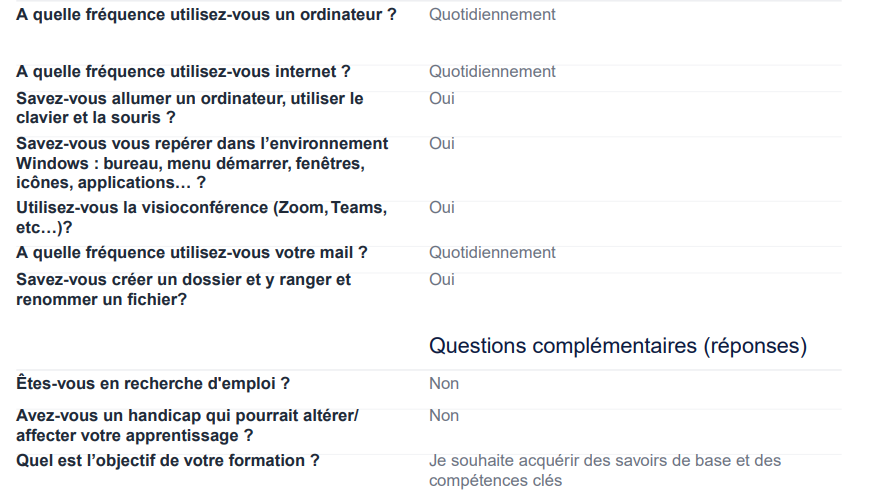 A quelle fréquence utilisez-vous un ordinateur ? Quotidiennement
A quelle fréquence utilisez-vous internet ? Quotidiennement
Savez-vous allumer un ordinateur, utiliser le Oui
clavier et la souris ?
Savez-vous vous repérer dans l’environnement Oui
Windows : bureau, menu démarrer, fenêtres,
icônes, applications… ?
Utilisez-vous la visioconférence (Zoom, Teams, Oui
etc…)?
A quelle fréquence utilisez-vous votre mail ? Quotidiennement
Savez-vous créer un dossier et y ranger et Oui
renommer un fichier?
Questions complémentaires (réponses)
Êtes-vous en recherche d'emploi ? Non
Avez-vous un handicap qui pourrait altérer/ Non
affecter votre apprentissage ?
Quel est l’objectif de votre formation ? Je souhaite acquérir des savoirs de base et des
compétences clés